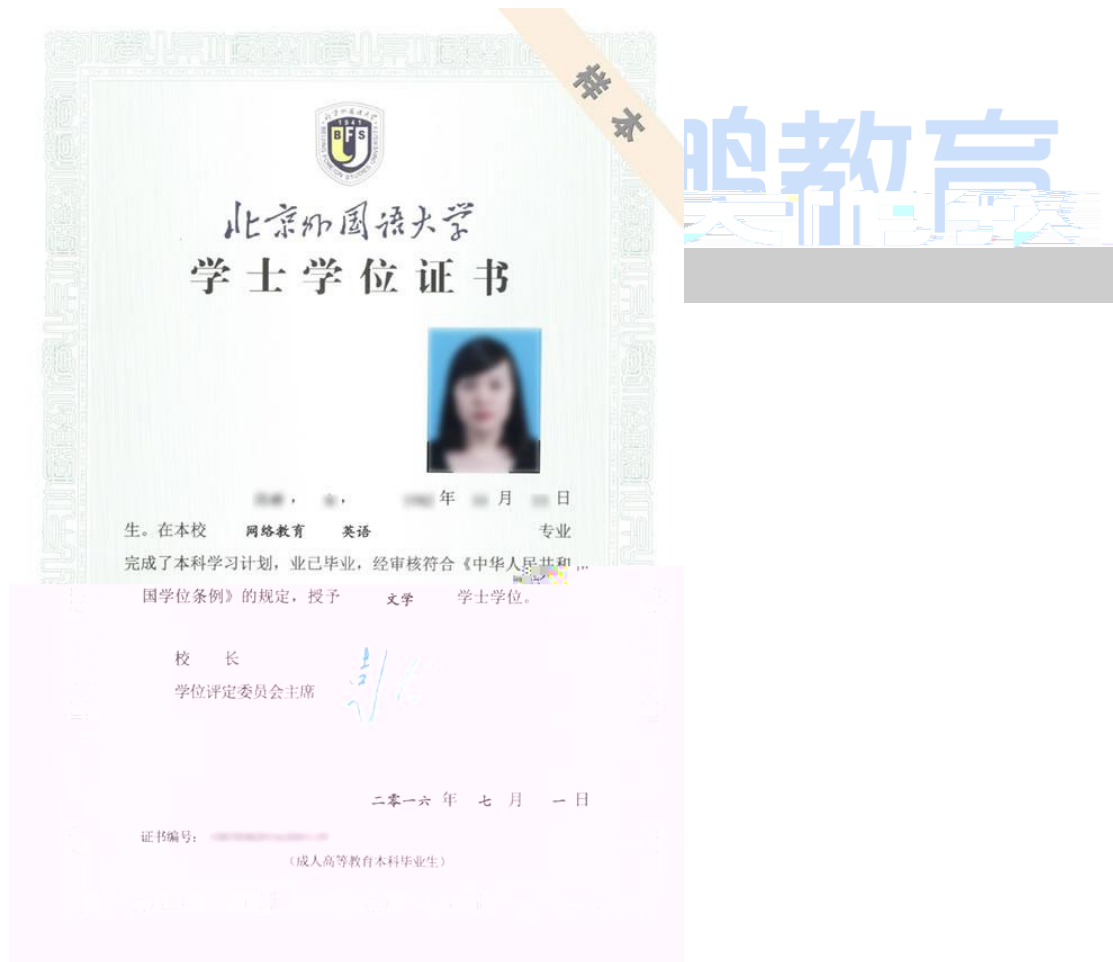 样本
鹏教育
1941
BFSU
北京外国语大学
学士学位证书
年 月 日
生。在本校 网络教育 英语 专业
完成了本科学习计划，业已毕业，经审核符合《中华人民共和
国学位条例》的规定，授予 文学 学士学位。
校 长
学位评定委员会主席
二零一六 年 七 月 一 日
证书编号：
（成人高等教育本科毕业生）